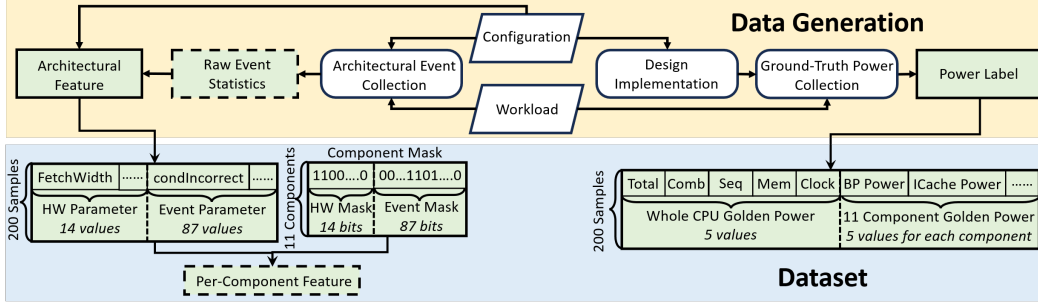 Data Generation
Configuration
Architectural
Feature
Raw Event
Statistics
Architectural Event
Collection
Design
Implementation
Ground-Truth Power
Collection
Power Label
Workload
200 Samples
FetchWidth
......
condIncorrect
......
HW Parameter
14 values
Event Parameter
87 values
11 Components
Component Mask
1100....0
00...1101....0
HW Mask
14 bits
Event Mask
87 bits
Per-Component Feature
200 Samples
Total
Comb
Seq
Mem
Clock
BP Power
ICache Power
......
Whole CPU Golden Power
5 values
11 Component Golden Power
5 values for each component
Dataset